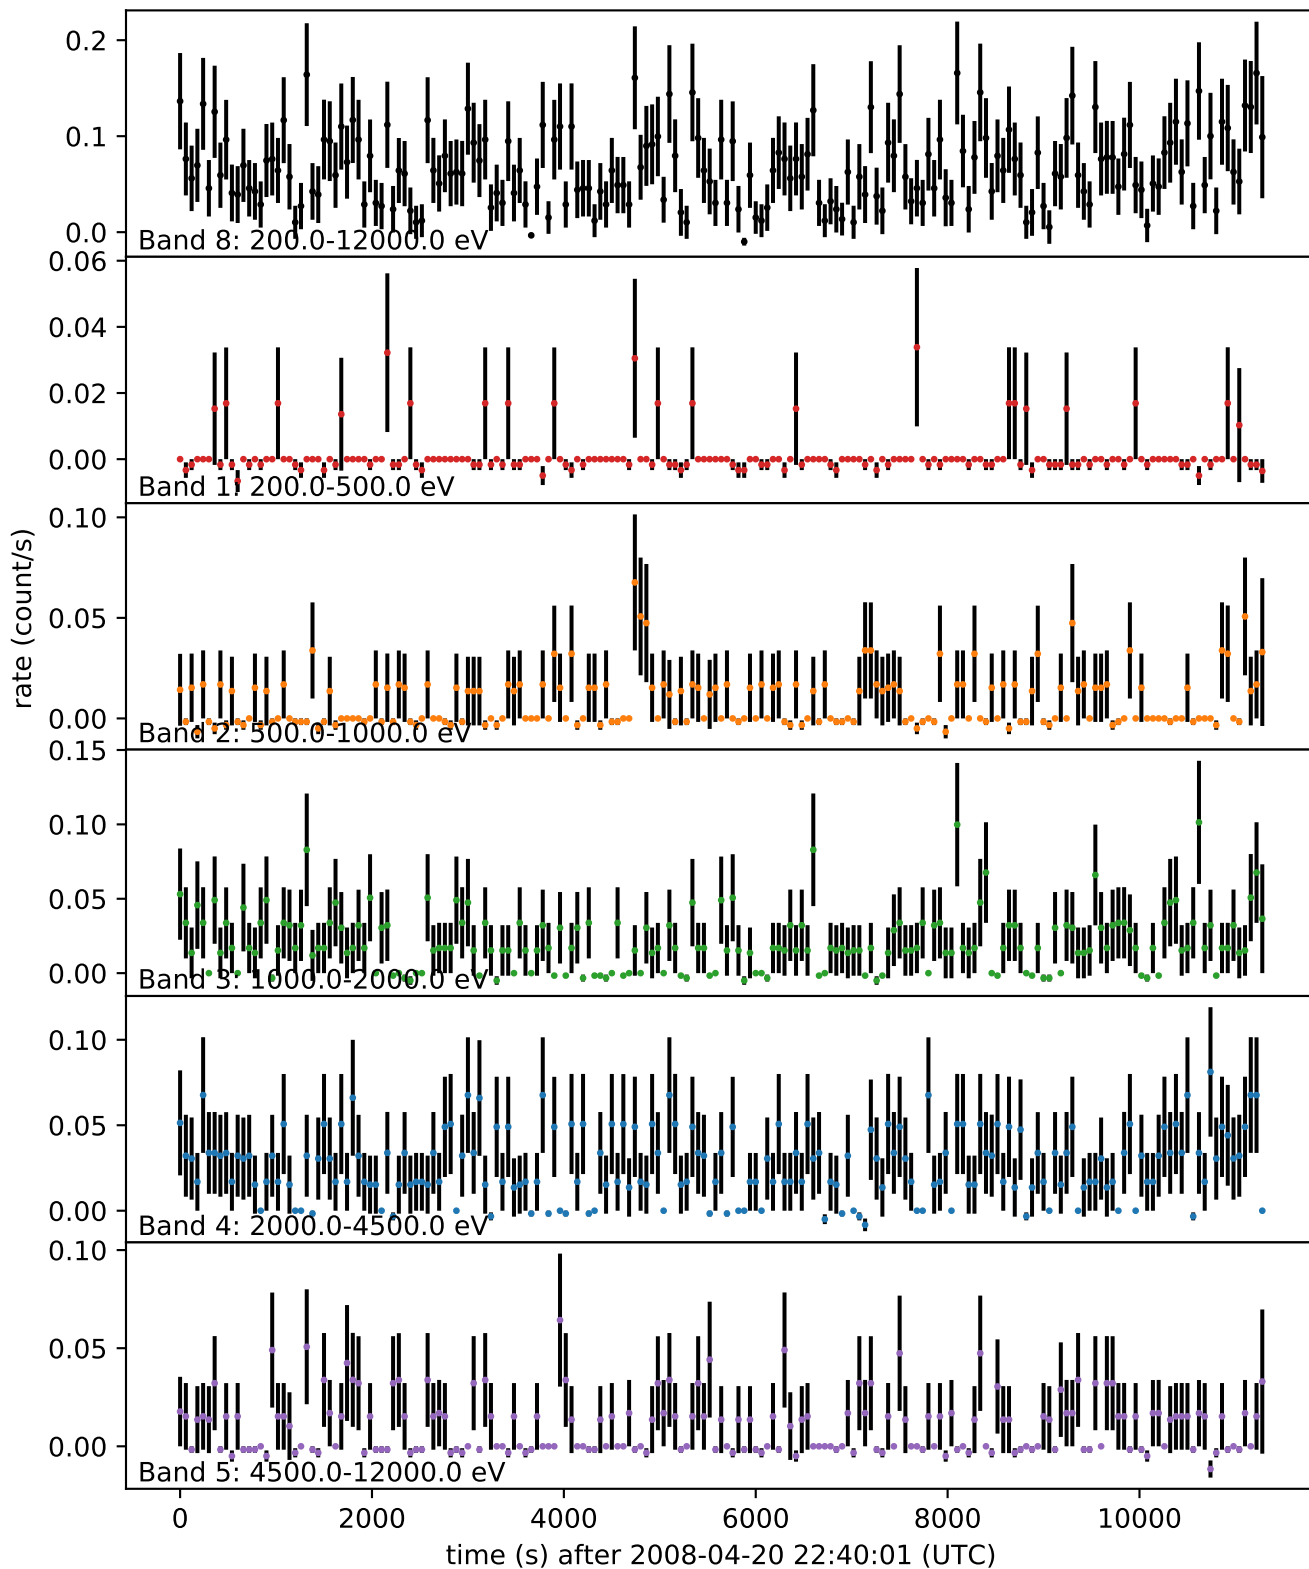 0.2
0.1
0.0
Band 8: 200.0-12000.0 eV
0.06
0.04
0.02
0.00
Band 1: 200.0-500.0 eV
rate (count/s)
0.10
0.05
0.00
Band 2: 500.0-1000.0 eV
0.15
0.10
0.05
0.00
Band 3: 1000.0-2000.0 eV
0.10
0.05
0.00
Band 4: 2000.0-4500.0 eV
0.10
0.05
0.00
Band 5: 4500.0-12000.0 eV
0 2000 4000 6000 8000 10000
time (s) after 2008-04-20 22:40:01 (UTC)